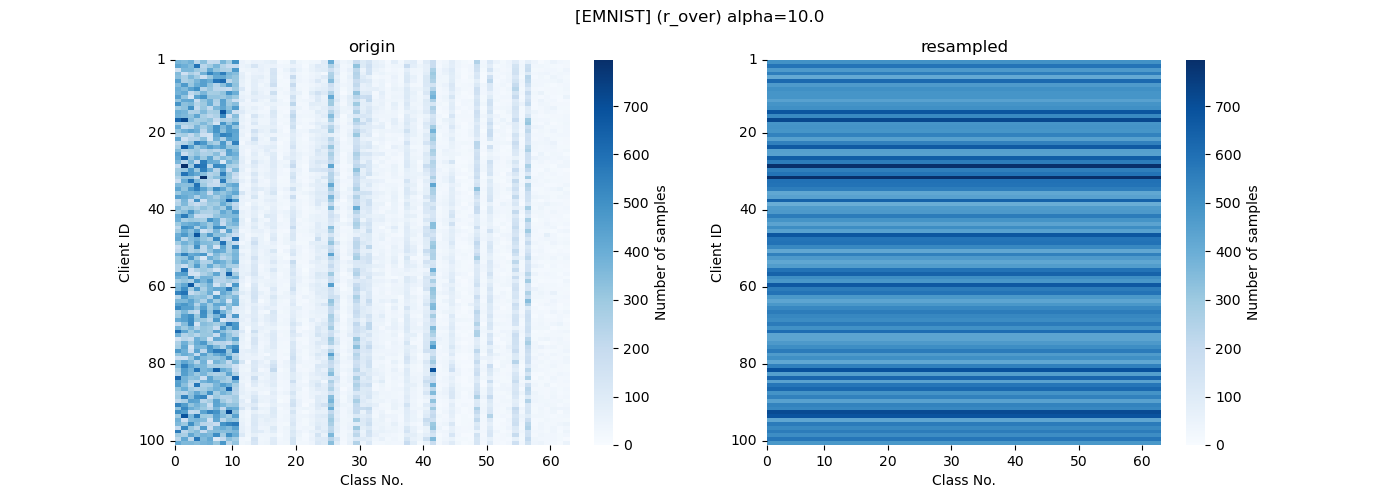 [EMNIST] (r_over) alpha=10.0
origin
1
20
40
60
80
100
Client ID
0 10 20 30 40 50 60
Class No.
700
600
500
400
300
200
100
0
Number of samples
resampled
1
20
40
60
80
100
Client ID
0 10 20 30 40 50 60
Class No.
700
600
500
400
300
200
100
0
Number of samples